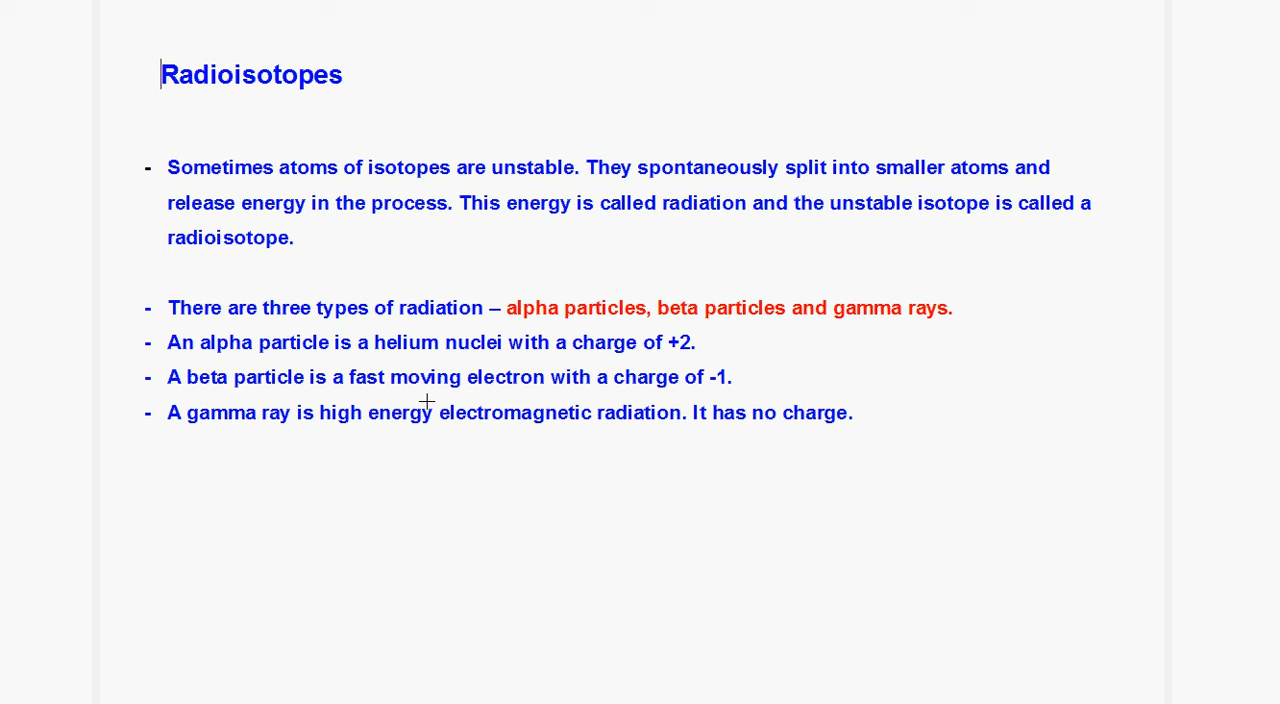 Radioisotopes
- Sometimes atoms of isotopes are unstable. They spontaneously split into smaller atoms and
release energy in the process. This energy is called radiation and the unstable isotope is called a
radioisotope.
- There are three types of radiation – alpha particles, beta particles and gamma rays.
- An alpha particle is a helium nuclei with a charge of +2.
- A beta particle is a fast moving electron with a charge of -1.
- A gamma ray is high energy electromagnetic radiation. It has no charge.